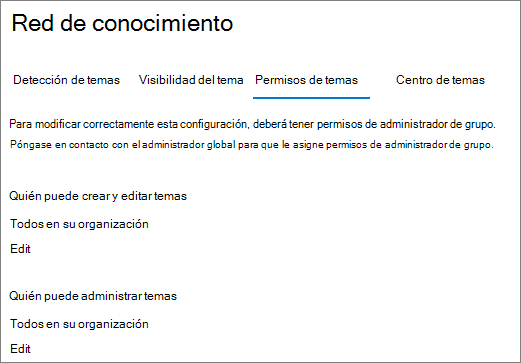 Red de conocimiento
Detección de temas Visibilidad del tema Permisos de temas Centro de temas
Para modificar correctamente esta configuración, deberá tener permisos de administrador de grupo.
Póngase en contacto con el administrador global para que le asigne permisos de administrador de grupo.
Quién puede crear y editar temas
Todos en su organización
Edit
Quién puede administrar temas
Todos en su organización
Edit